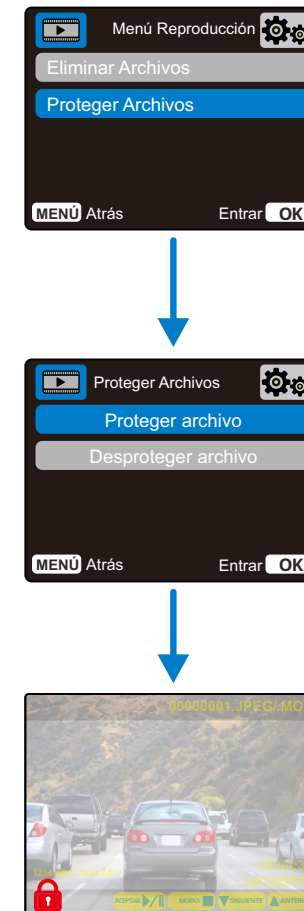 Menú Reproducción
Eliminar Archivos
Proteger Archivos
MENÚ Atrás Entrar OK
Proteger Archivos
Proteger archivo
Desproteger archivo
MENÚ Atrás Entrar OK
00000001.JPEG/.MO
ACEPTAR MODO SIGUIENTE